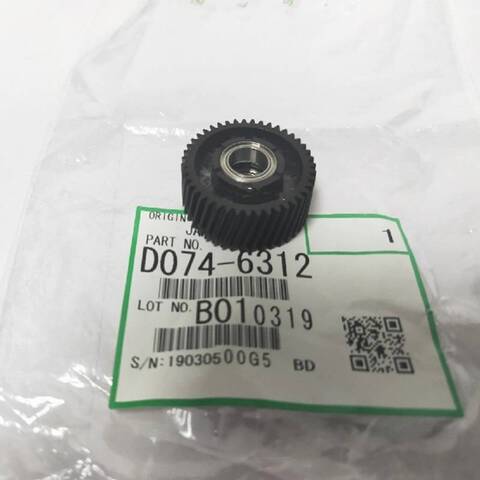 ORIGIN
JA
1
PART NO.
D074-6312
LOT NO. B010319
S/N:19030500G5 BD